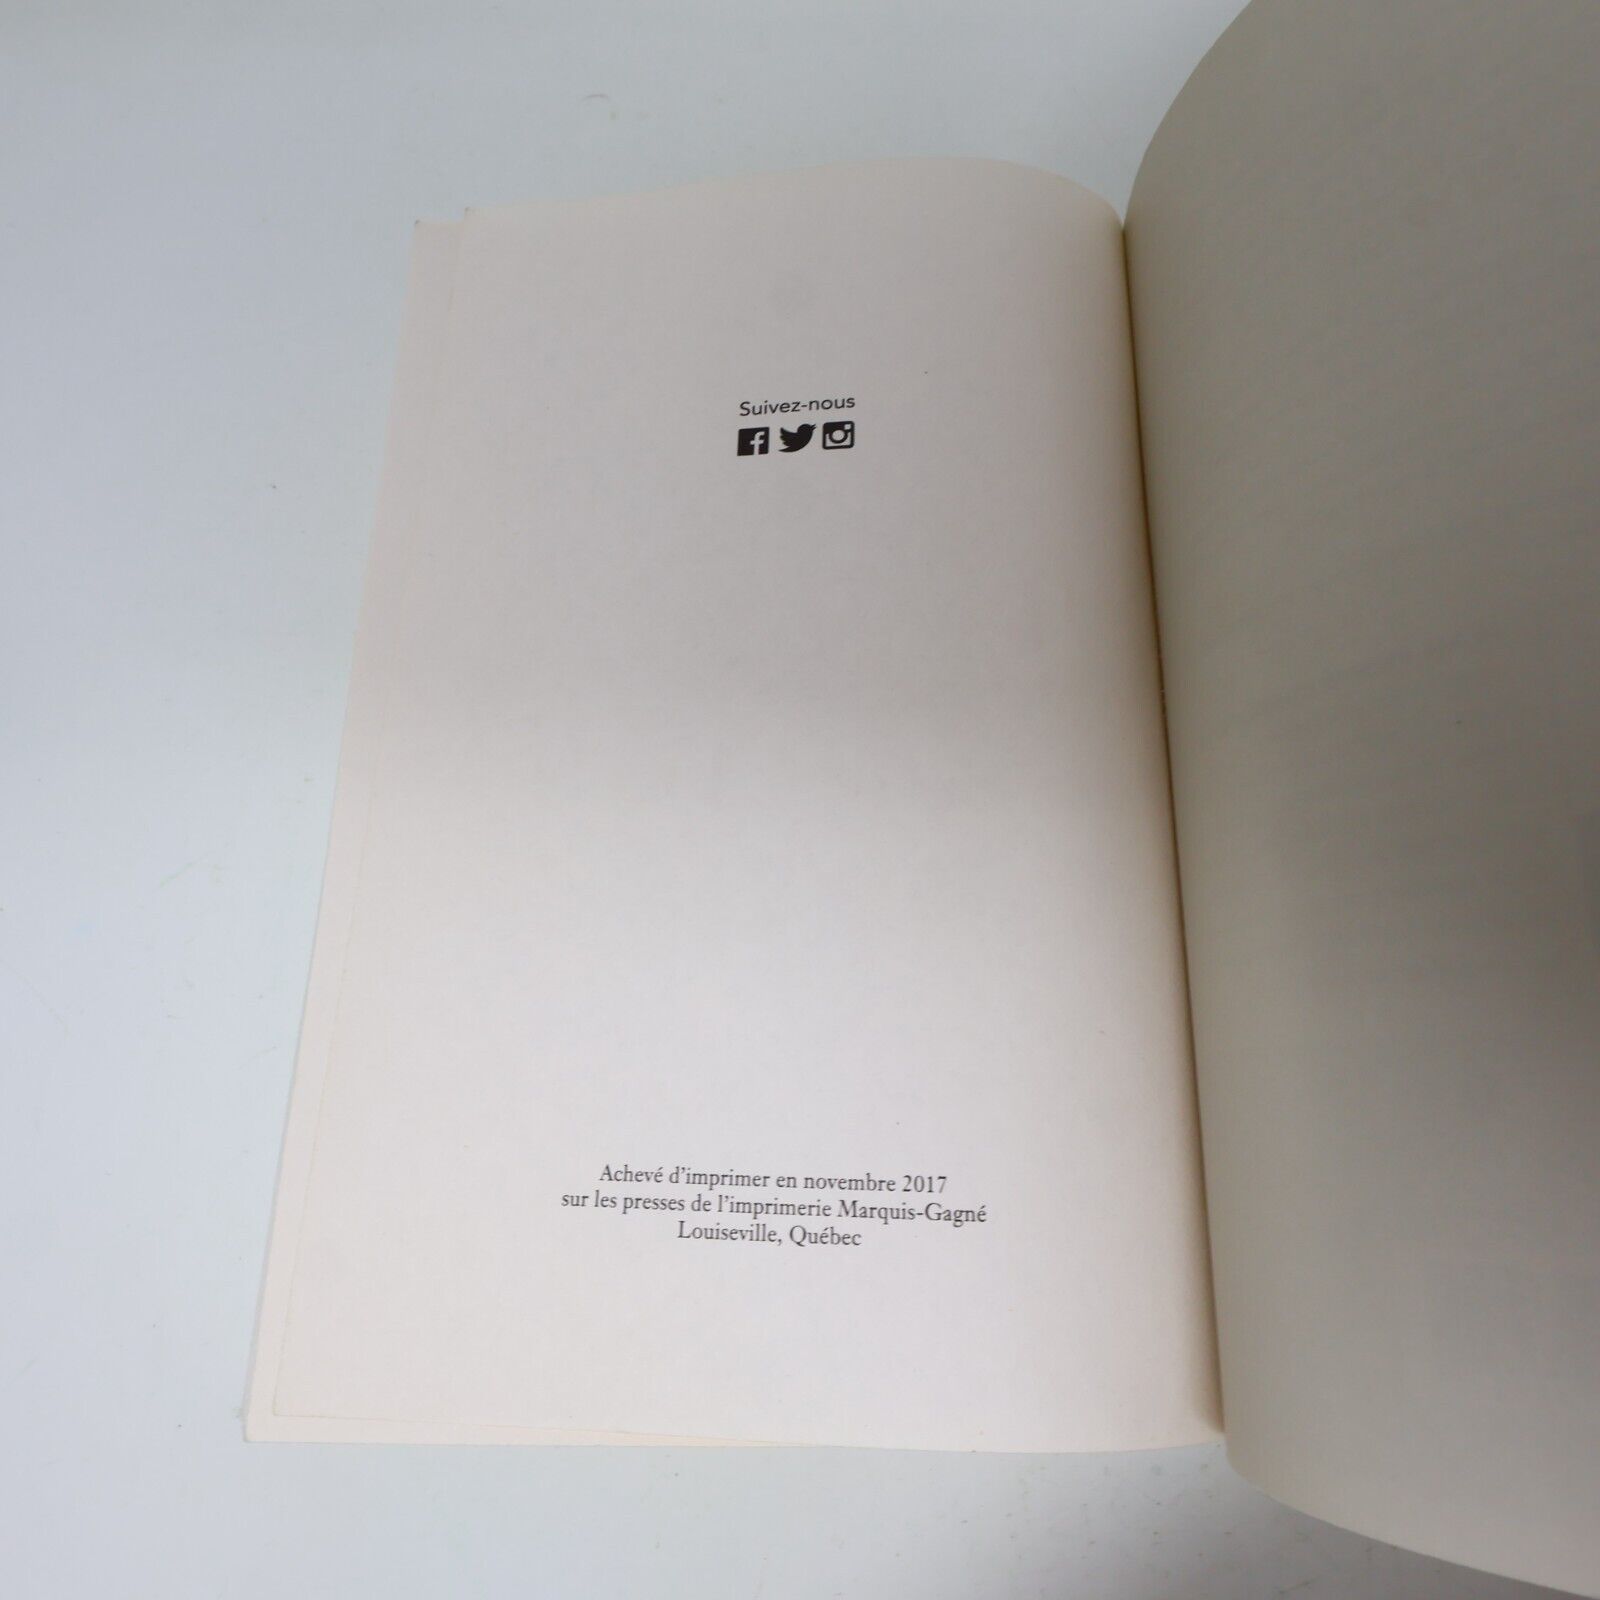 Suivez-nous
Achevé d'imprimer en novembre 2017
sur les presses de l'imprimerie Marquis-Gagné
Louiseville, Québec